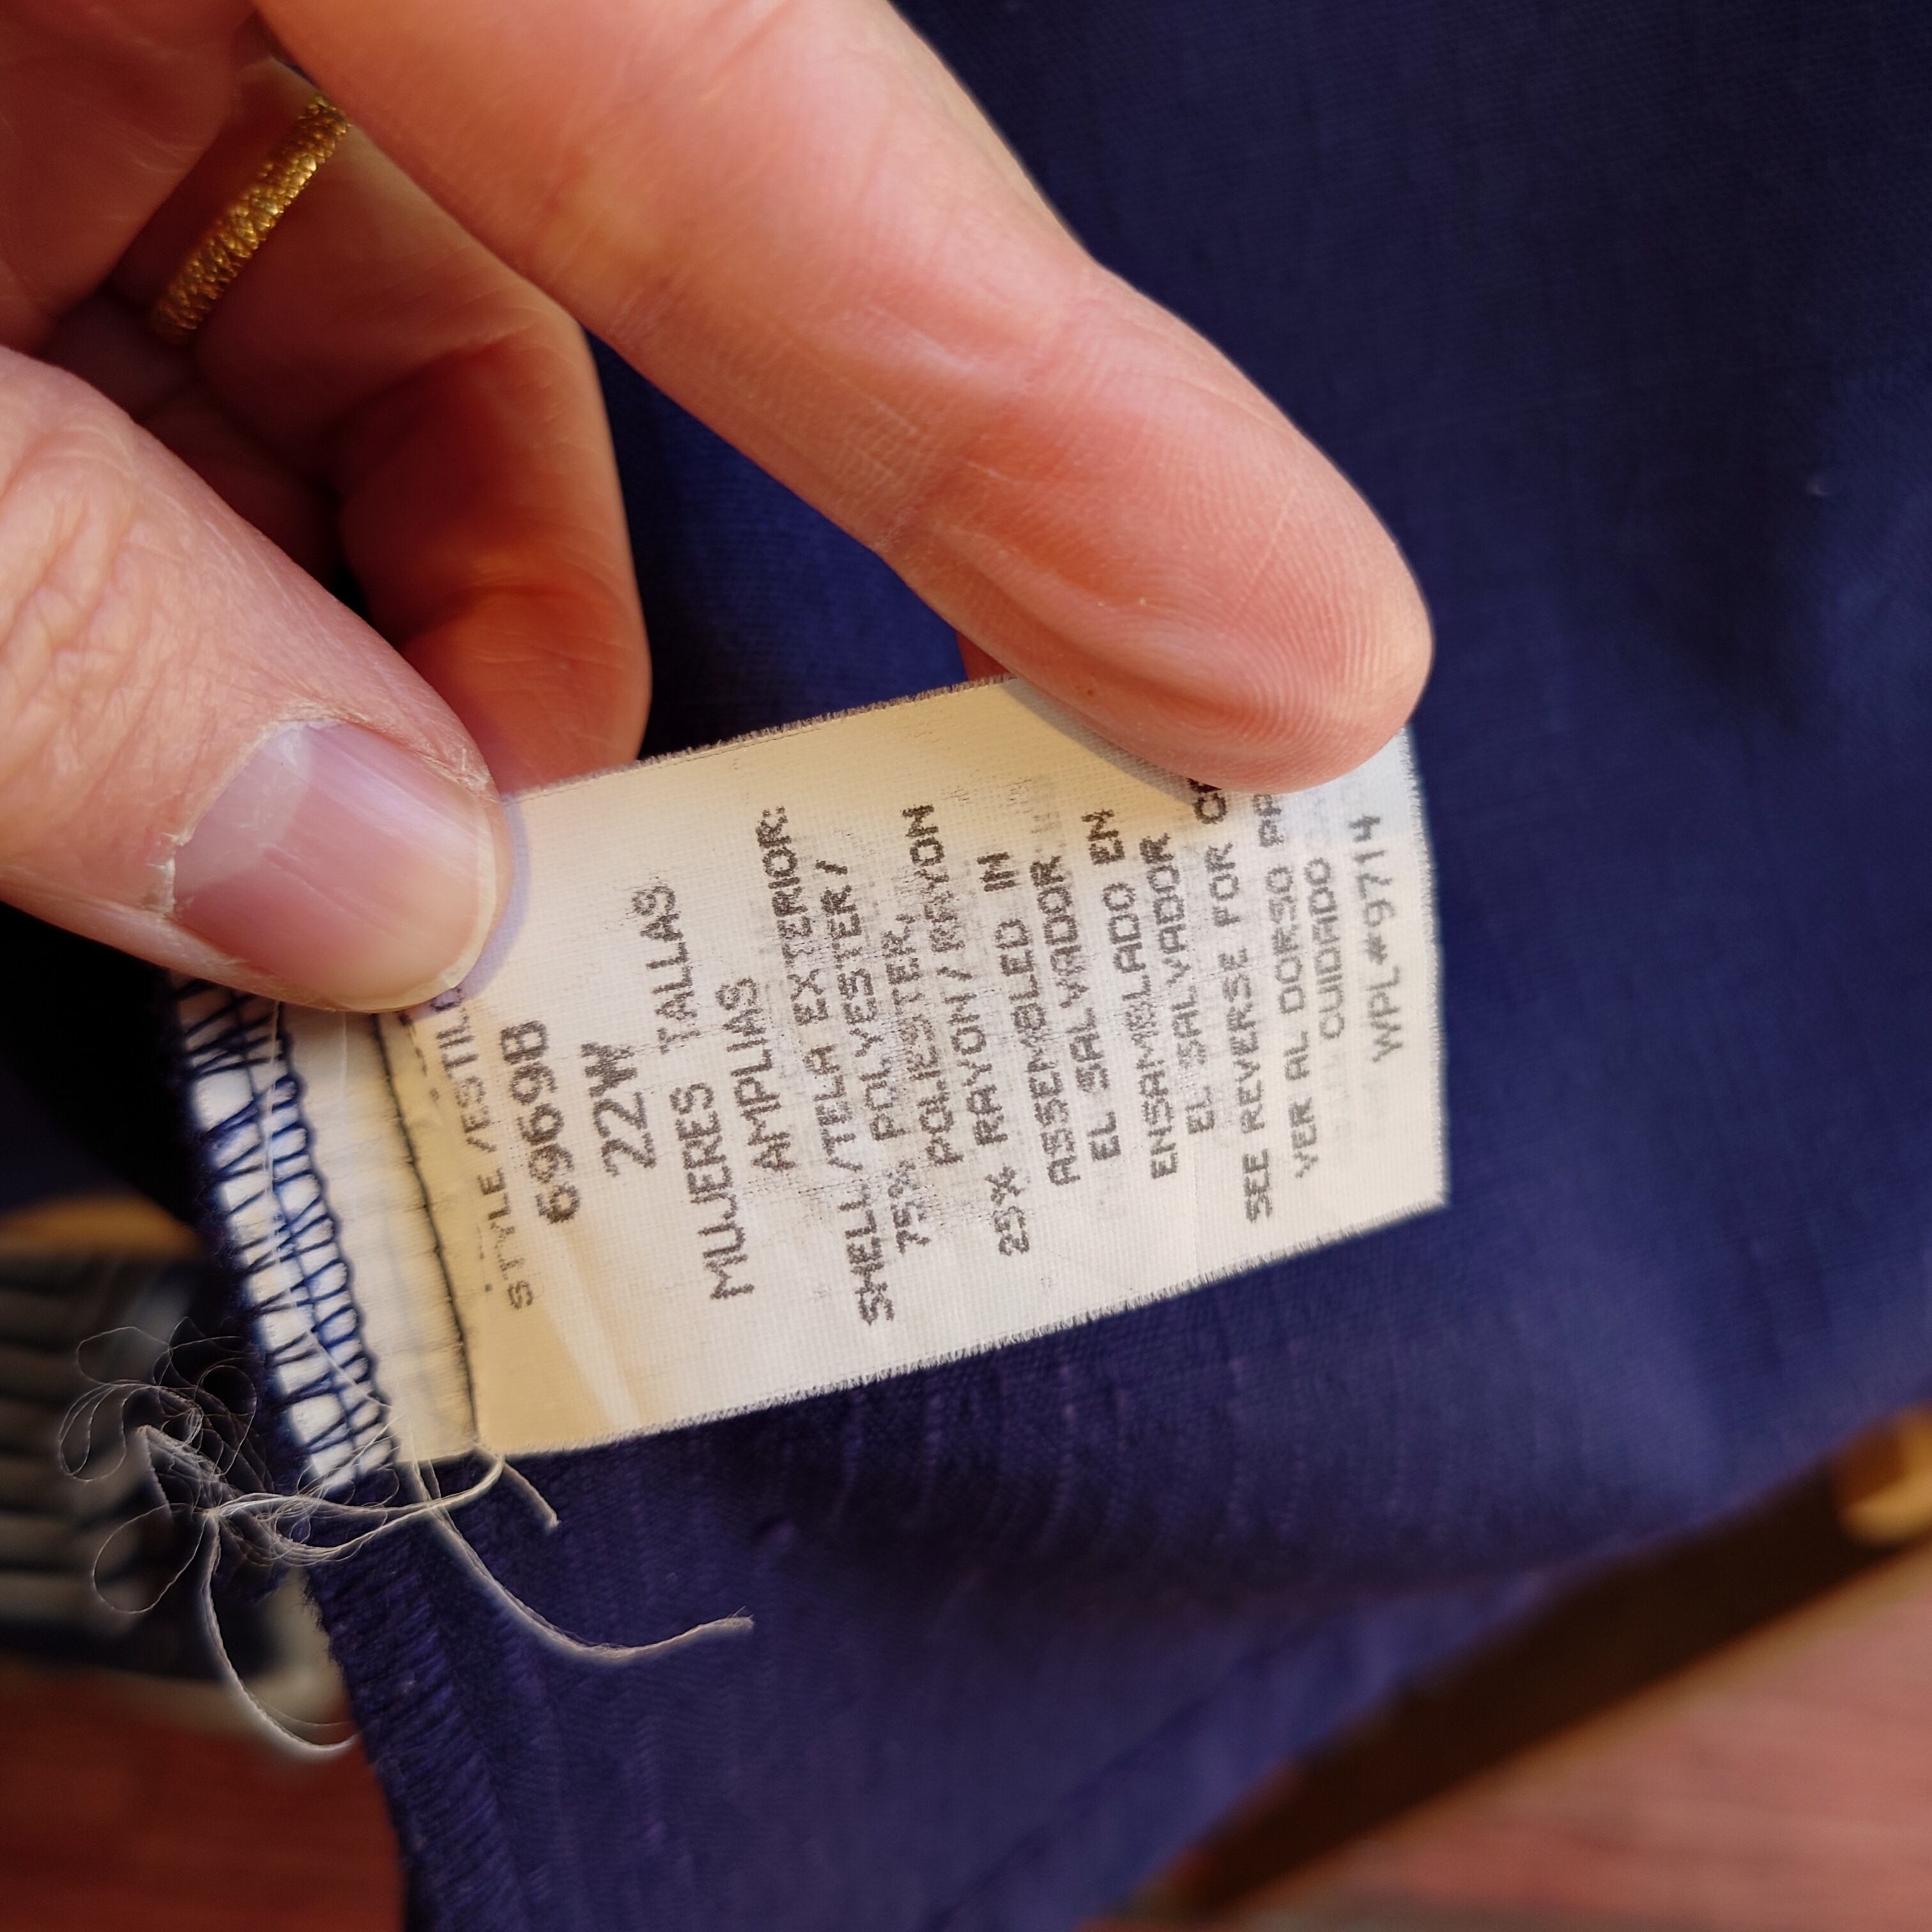 STYLE/ESTILO
6969B
22W
MUJERES TALLAS
AMPLIAS
SHELL/TELA EXTERIOR:
75% POLYESTER/
POLIESTER,
25% RAYON/RAYON
ASSEMBLED IN
EL SALVADOR
ENSAMBLADO EN
EL SALVADOR
SEE REVERSE FOR
VER AL DORSO
CUIDADO
WPL#9714